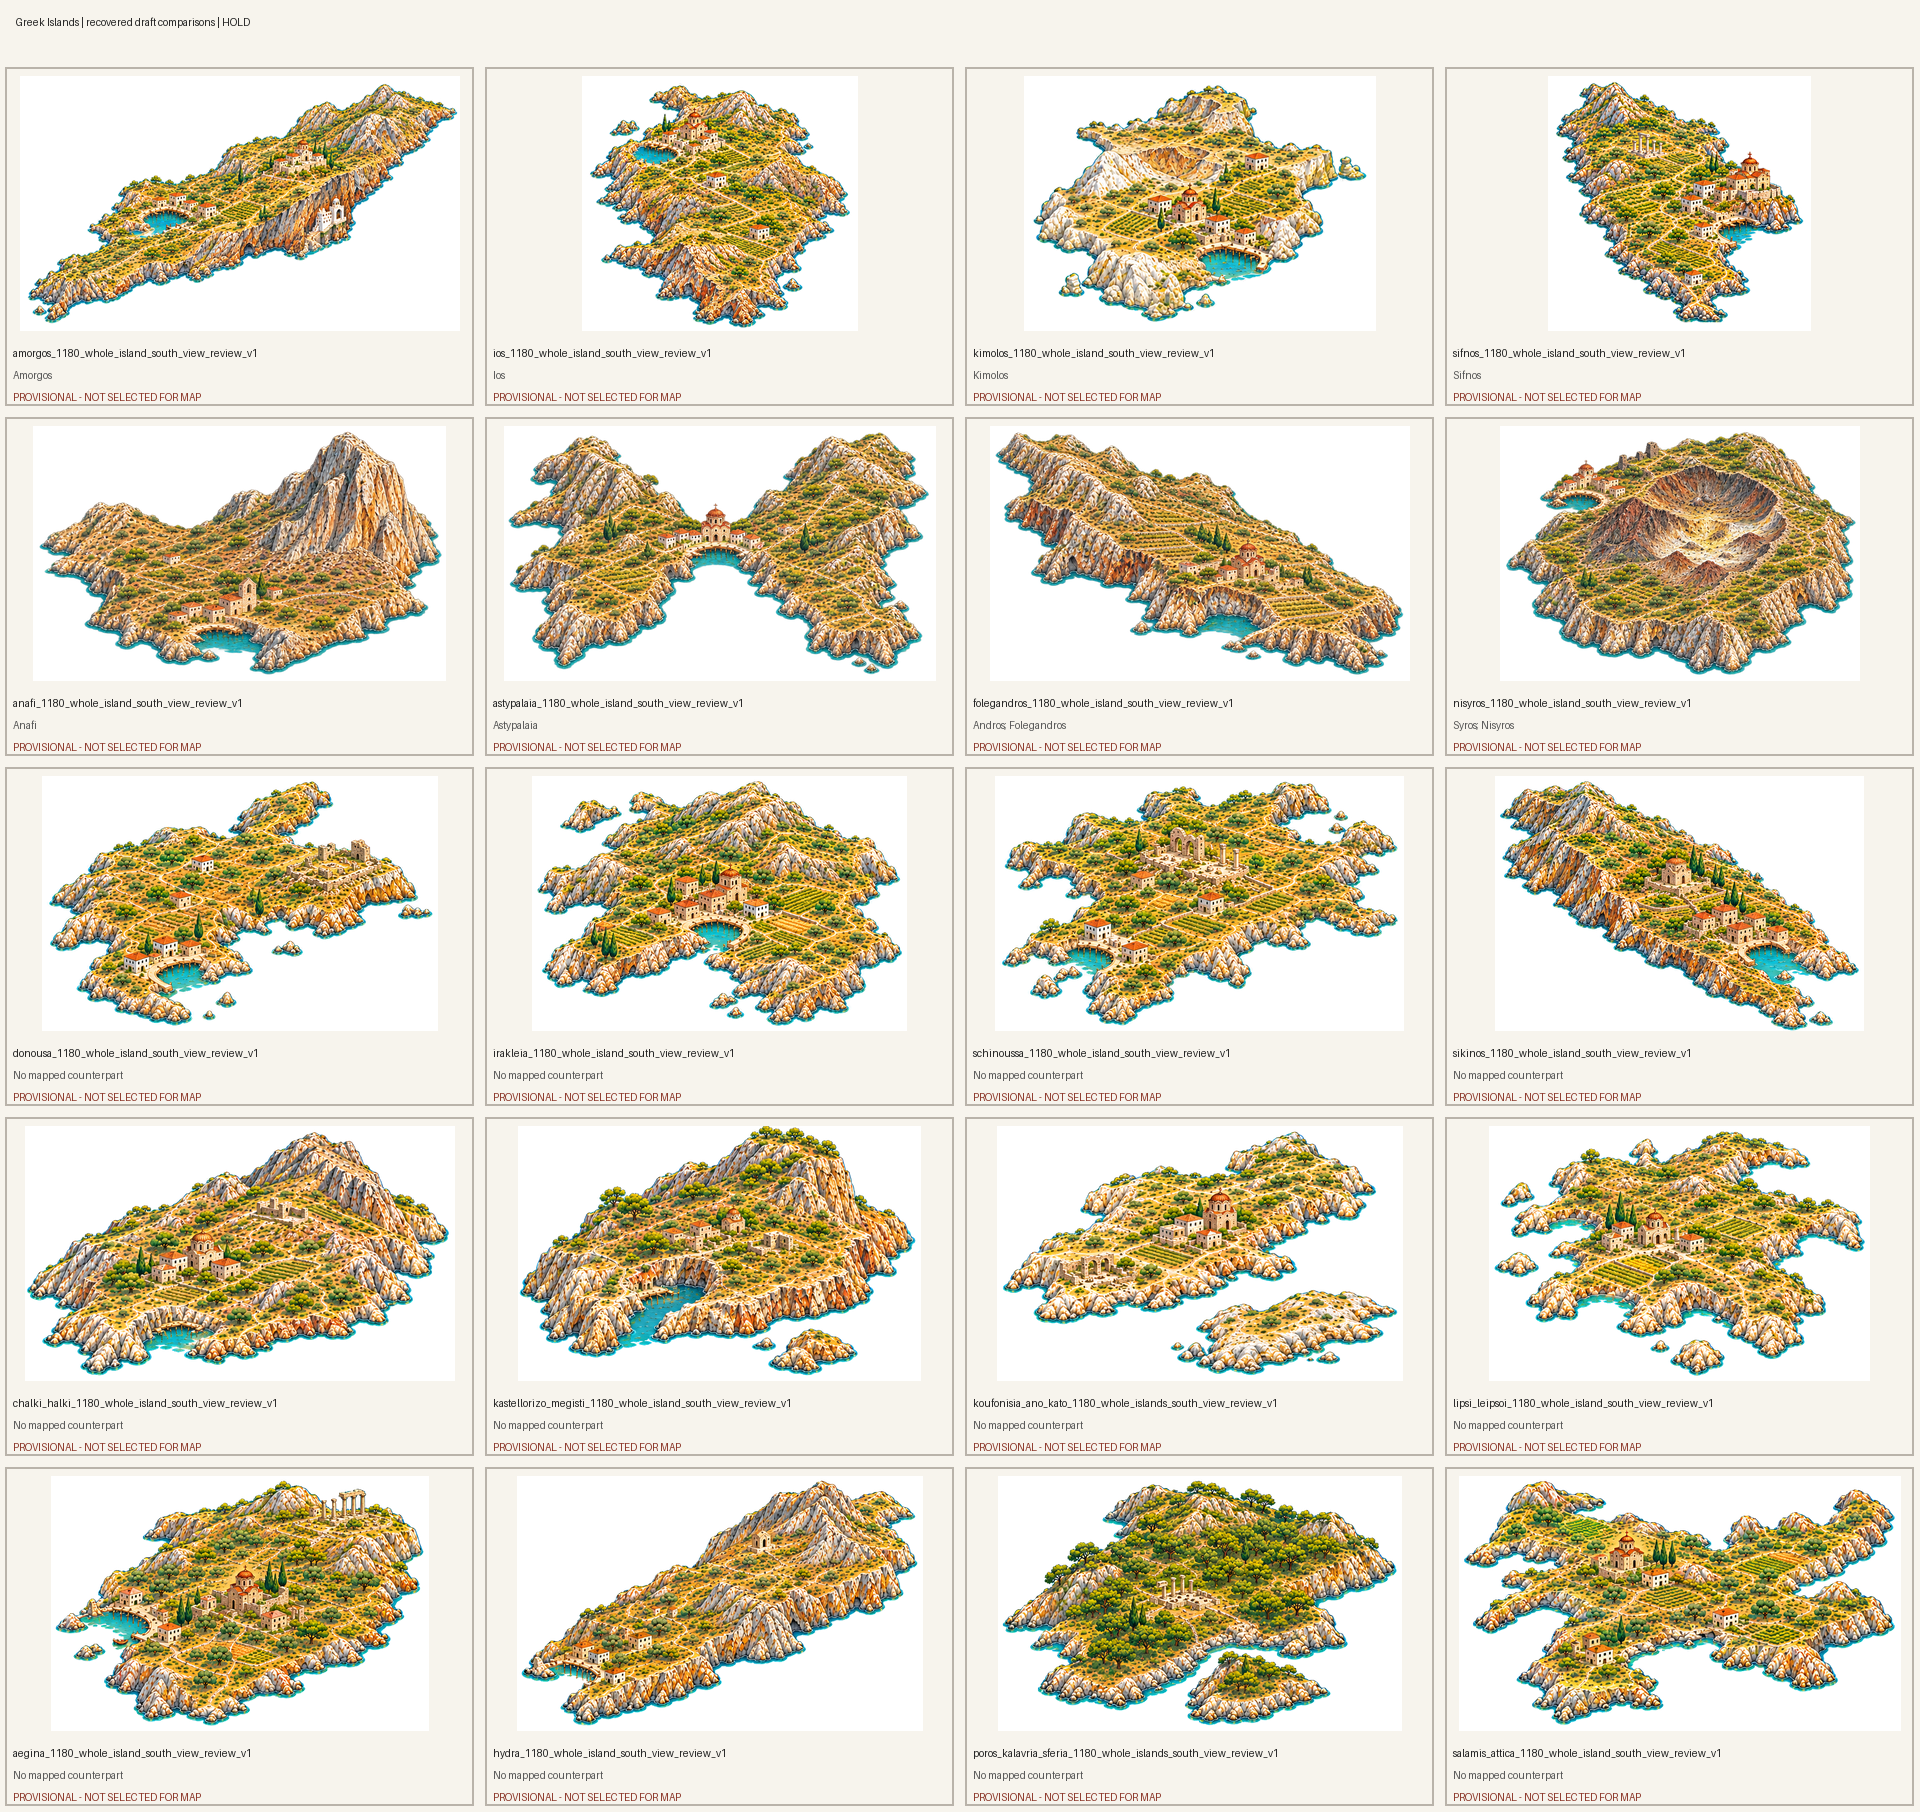 Greek Islands | recovered draft comparisons | HOLD
amorgos_1180_whole_island_south_view_review_v1
Amorgos
PROVISIONAL - NOT SELECTED FOR MAP
ios_1180_whole_island_south_view_review_v1
Ios
PROVISIONAL - NOT SELECTED FOR MAP
kimolos_1180_whole_island_south_view_review_v1
Kimolos
PROVISIONAL - NOT SELECTED FOR MAP
sifnos_1180_whole_island_south_view_review_v1
Sifnos
PROVISIONAL - NOT SELECTED FOR MAP
anafi_1180_whole_island_south_view_review_v1
Anafi
PROVISIONAL - NOT SELECTED FOR MAP
astypalaia_1180_whole_island_south_view_review_v1
Astypalaia
PROVISIONAL - NOT SELECTED FOR MAP
folegandros_1180_whole_island_south_view_review_v1
Andros; Folegandros
PROVISIONAL - NOT SELECTED FOR MAP
nisyros_1180_whole_island_south_view_review_v1
Syros; Nisyros
PROVISIONAL - NOT SELECTED FOR MAP
donousa_1180_whole_island_south_view_review_v1
No mapped counterpart
PROVISIONAL - NOT SELECTED FOR MAP
irakleia_1180_whole_island_south_view_review_v1
No mapped counterpart
PROVISIONAL - NOT SELECTED FOR MAP
schinoussa_1180_whole_island_south_view_review_v1
No mapped counterpart
PROVISIONAL - NOT SELECTED FOR MAP
sikinos_1180_whole_island_south_view_review_v1
No mapped counterpart
PROVISIONAL - NOT SELECTED FOR MAP
chalki_halki_1180_whole_island_south_view_review_v1
No mapped counterpart
PROVISIONAL - NOT SELECTED FOR MAP
kastellorizo_megisti_1180_whole_island_south_view_review_v1
No mapped counterpart
PROVISIONAL - NOT SELECTED FOR MAP
koufonisia_ano_kato_1180_whole_islands_south_view_review_v1
No mapped counterpart
PROVISIONAL - NOT SELECTED FOR MAP
lipsi_leipsoi_1180_whole_island_south_view_review_v1
No mapped counterpart
PROVISIONAL - NOT SELECTED FOR MAP
aegina_1180_whole_island_south_view_review_v1
No mapped counterpart
PROVISIONAL - NOT SELECTED FOR MAP
hydra_1180_whole_island_south_view_review_v1
No mapped counterpart
PROVISIONAL - NOT SELECTED FOR MAP
poros_kalavria_sferia_1180_whole_islands_south_view_review_v1
No mapped counterpart
PROVISIONAL - NOT SELECTED FOR MAP
salamis_attica_1180_whole_island_south_view_review_v1
No mapped counterpart
PROVISIONAL - NOT SELECTED FOR MAP